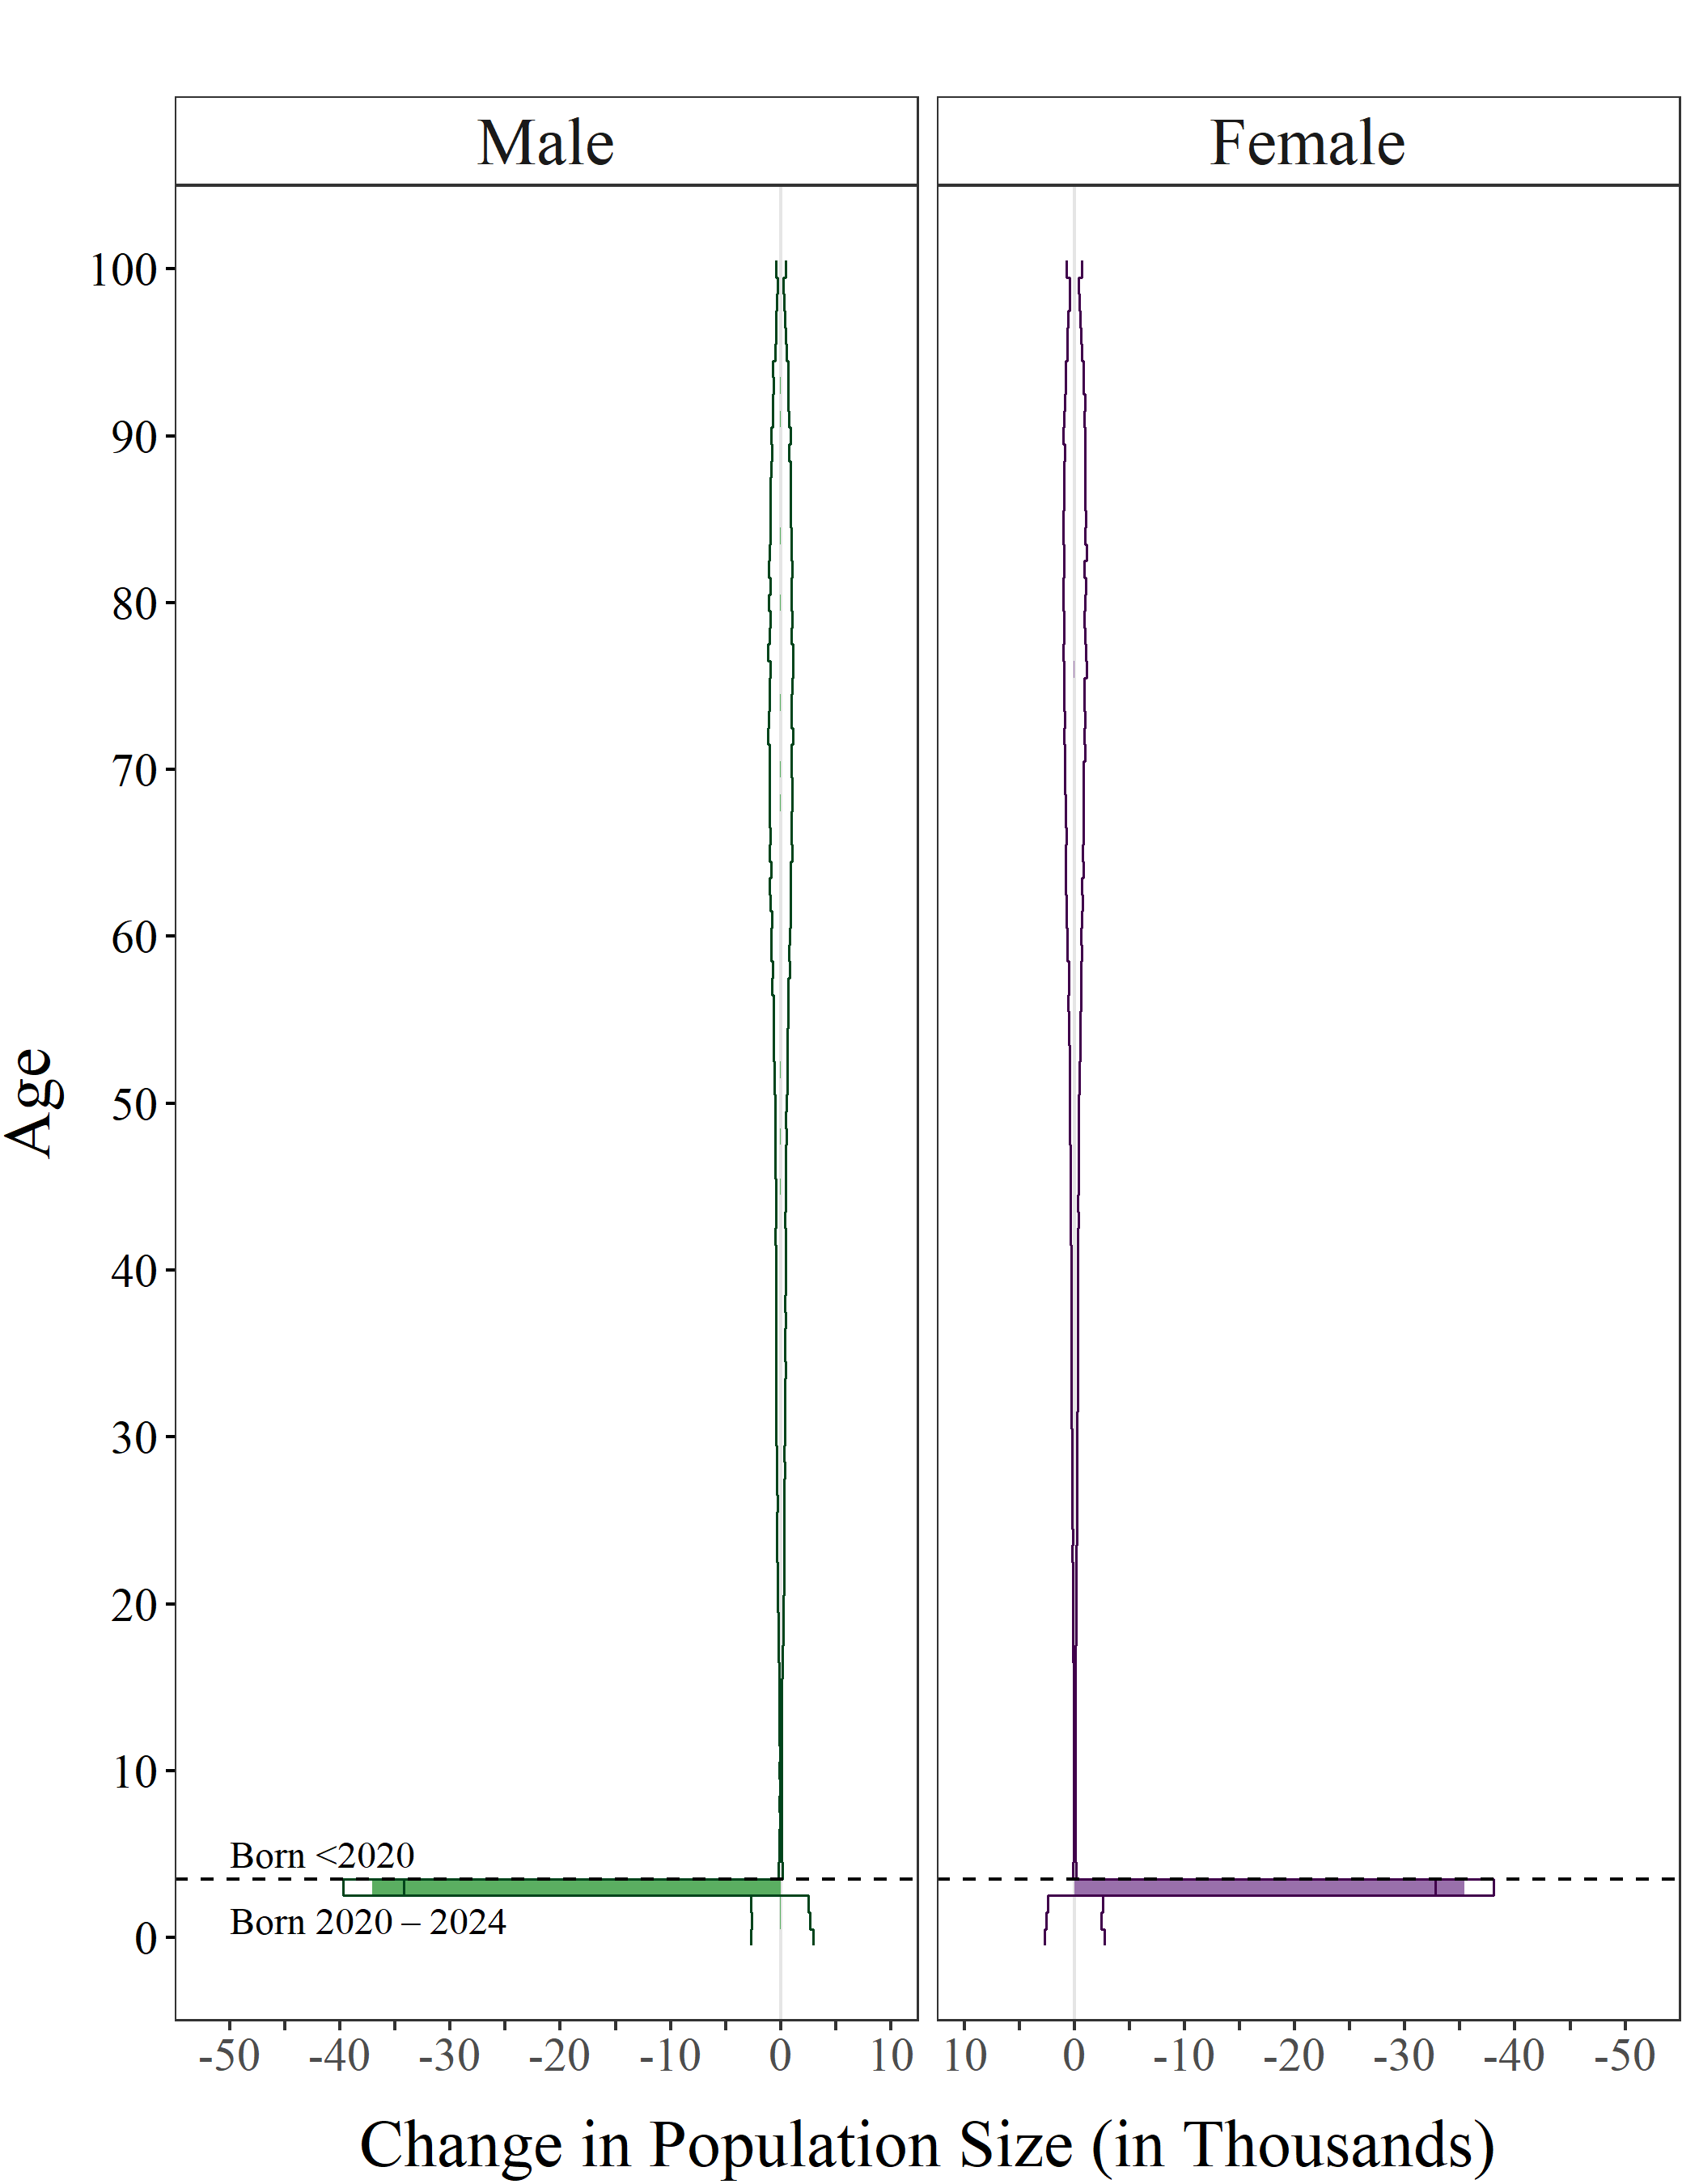 Male Female
100
90
80
70
60
50
40
30
20
10
0
Age
Born <2020
Born 2020 – 2024
-50 -40 -30 -20 -10 0 10 10 0 -10 -20 -30 -40 -50
Change in Population Size (in Thousands)